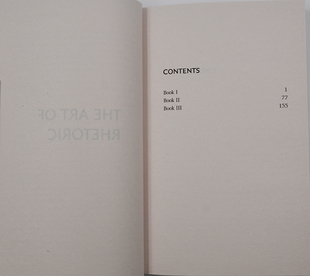 THE ART OF
RHETORIC
CONTENTS
Book I 1
Book II 77
Book III 155